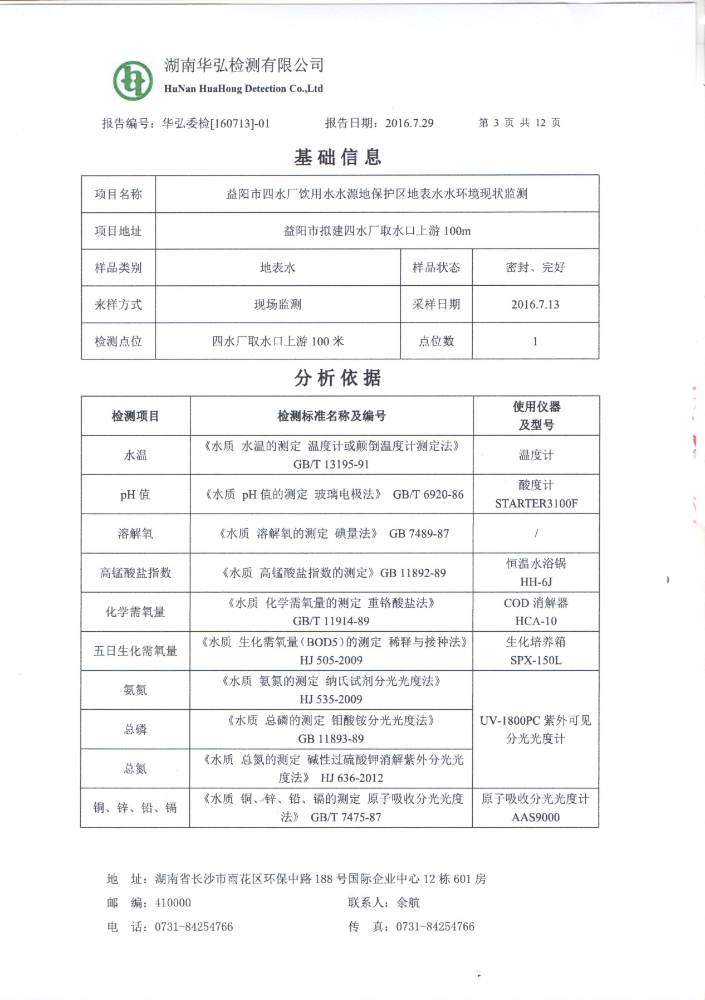 湖南华弘检测有限公司
HuNan HuaHong Detection Co.,Ltd
报告编号：华弘委检[160713]-01 报告日期：2016.7.29 第 3 页 共 12 页
基础信息
项目名称 益阳市四水厂饮用水水源地保护区地表水水环境现状监测
项目地址 益阳市拟建四水厂取水口上游 100m
样品类别 地表水 样品状态 密封、完好
来样方式 现场监测 采样日期 2016.7.13
检测点位 四水厂取水口上游 100 米 点位数 1
分析依据
检测项目 检测标准名称及编号 使用仪器
及型号
水温 《水质 水温的测定 温度计或颠倒温度计测定法》
GB/T 13195-91 温度计
pH 值 《水质 pH 值的测定 玻璃电极法》 GB/T 6920-86 酸度计
STARTER3100F
溶解氧 《水质 溶解氧的测定 碘量法》 GB 7489-87 /
高锰酸盐指数 《水质 高锰酸盐指数的测定》GB 11892-89 恒温水浴锅
HH-6J
化学需氧量 《水质 化学需氧量的测定 重铬酸盐法》
GB/T 11914-89 COD 消解器
HCA-10
五日生化需氧量 《水质 生化需氧量（BOD5）的测定 稀释与接种法》
HJ 505-2009 生化培养箱
SPX-150L
氨氮 《水质 氨氮的测定 纳氏试剂分光光度法》
HJ 535-2009
总磷 《水质 总磷的测定 钼酸铵分光光度法》
GB 11893-89
UV-1800PC 紫外可见
分光光度计
总氮 《水质 总氮的测定 碱性过硫酸钾消解紫外分光光
度法》 HJ 636-2012
铜、锌、铅、镉 《水质 铜、锌、铅、镉的测定 原子吸收分光光度
法》 GB/T 7475-87 原子吸收分光光度计
AAS9000
地 址：湖南省长沙市雨花区环保中路 188 号国际企业中心 12 栋 601 房
邮 编：410000 联系人：余航
电 话：0731-84254766 传 真：0731-84254766